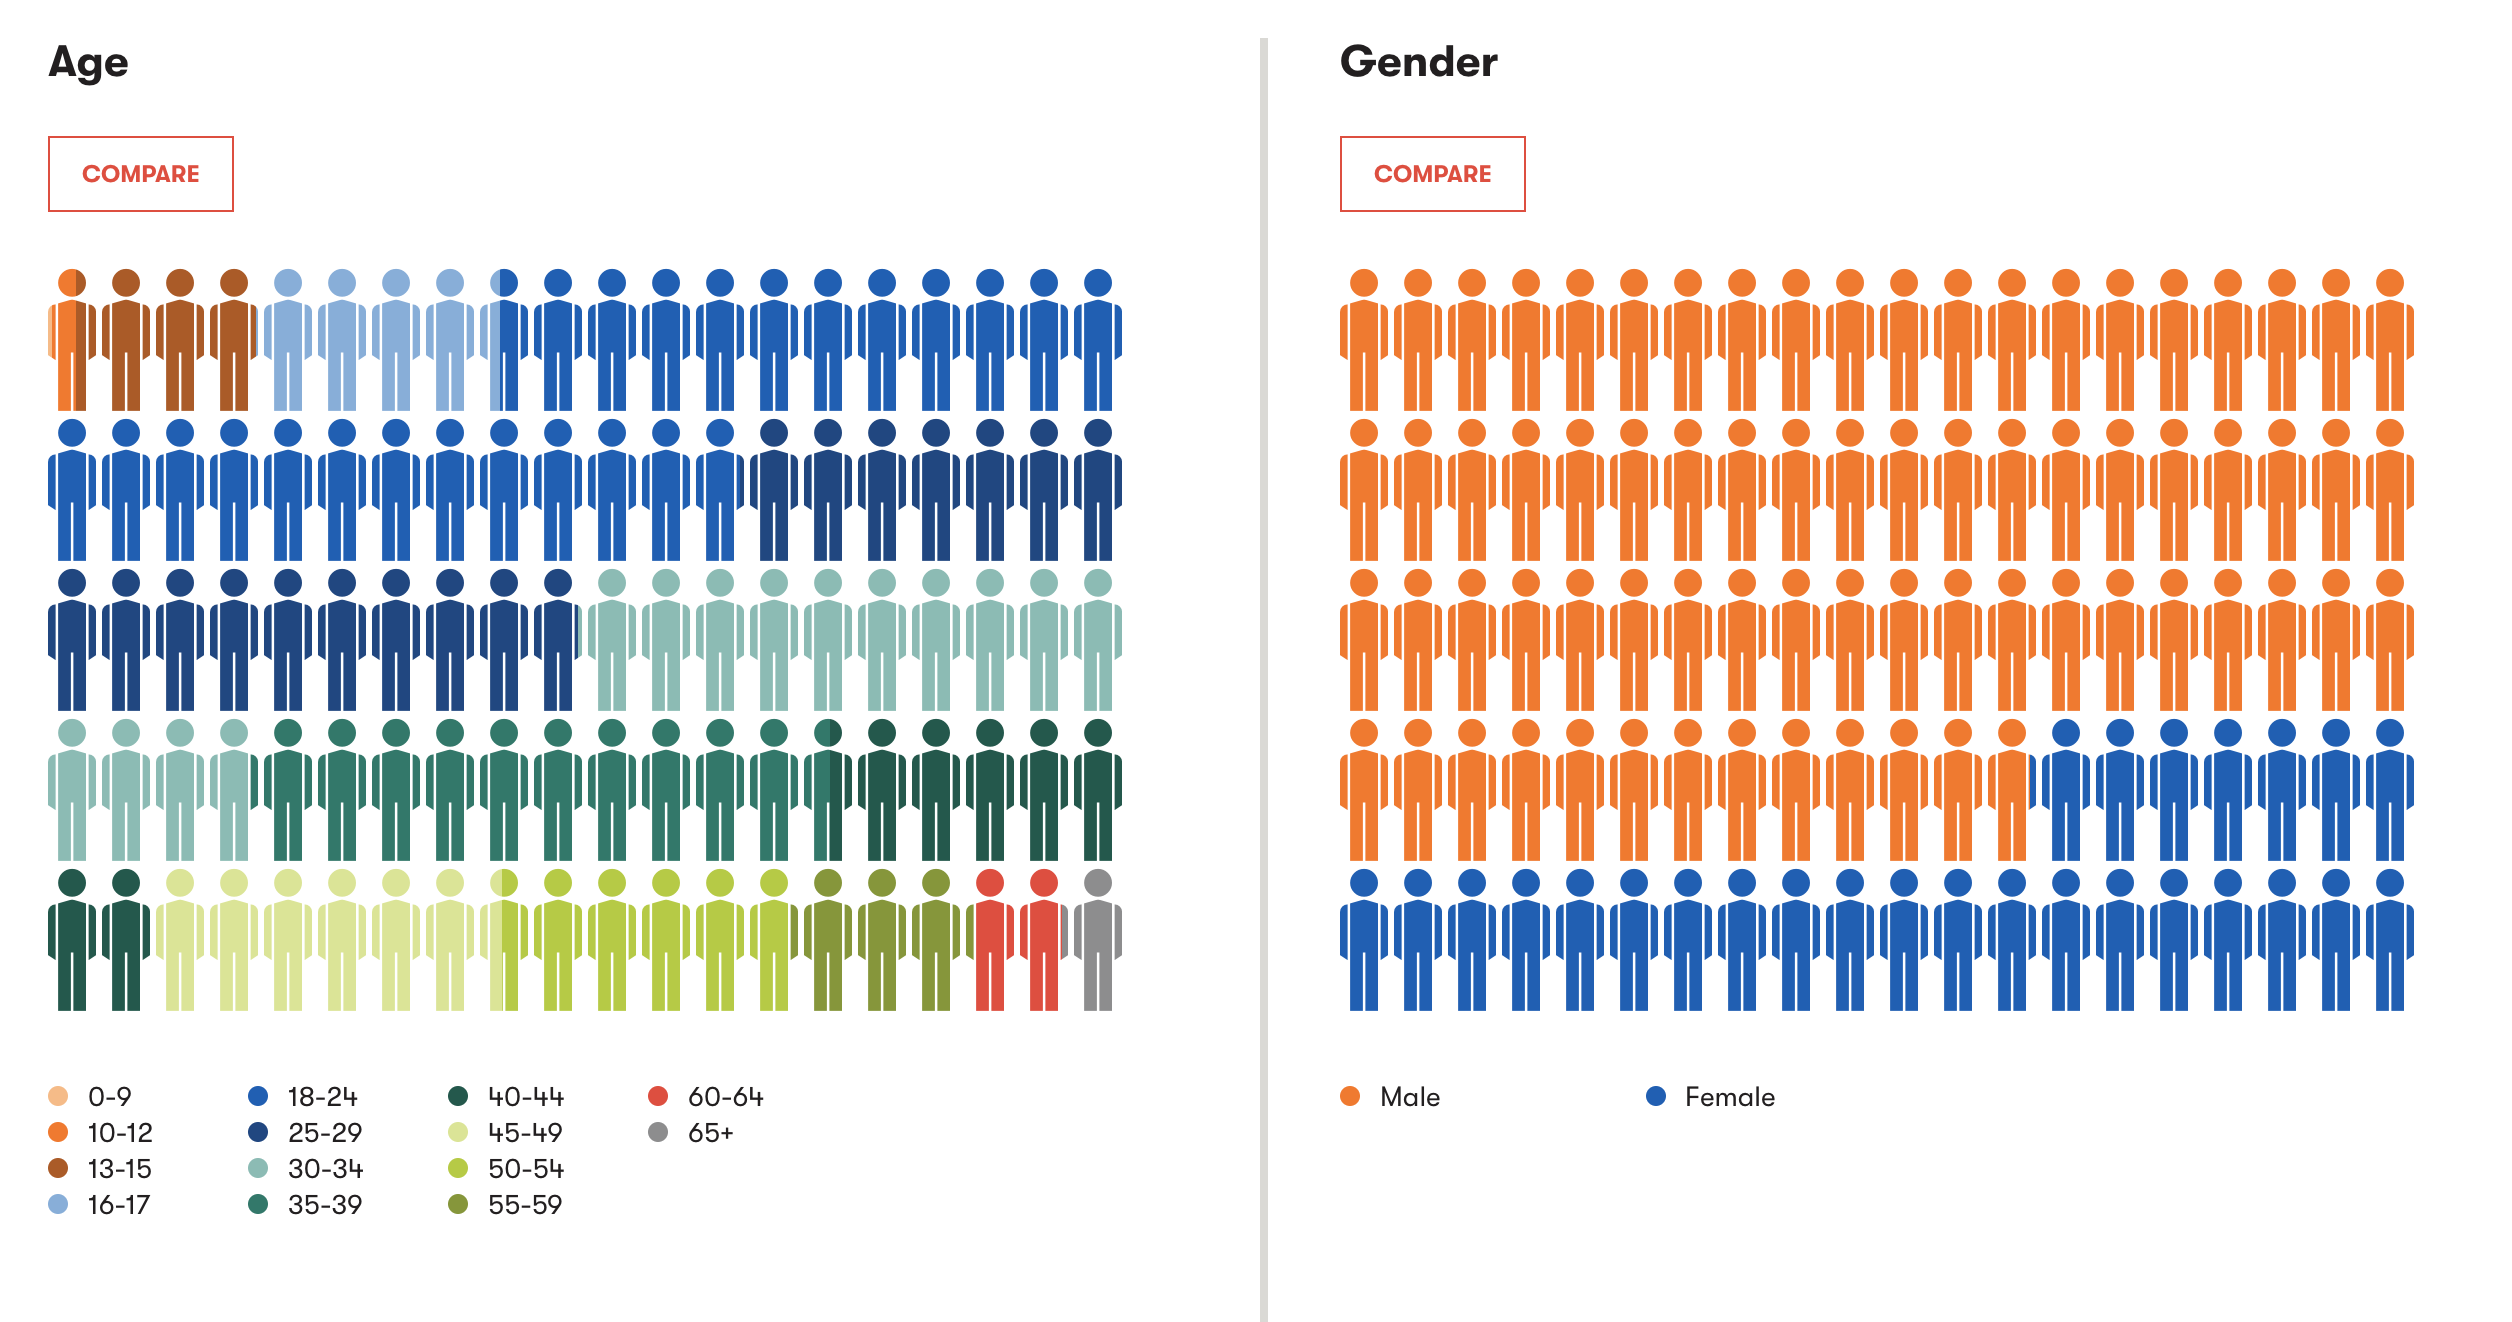 Age
COMPARE
0-9
10-12
13-15
16-17
18-24
25-29
30-34
35-39
40-44
45-49
50-54
55-59
60-64
65+
Gender
COMPARE
Male
Female